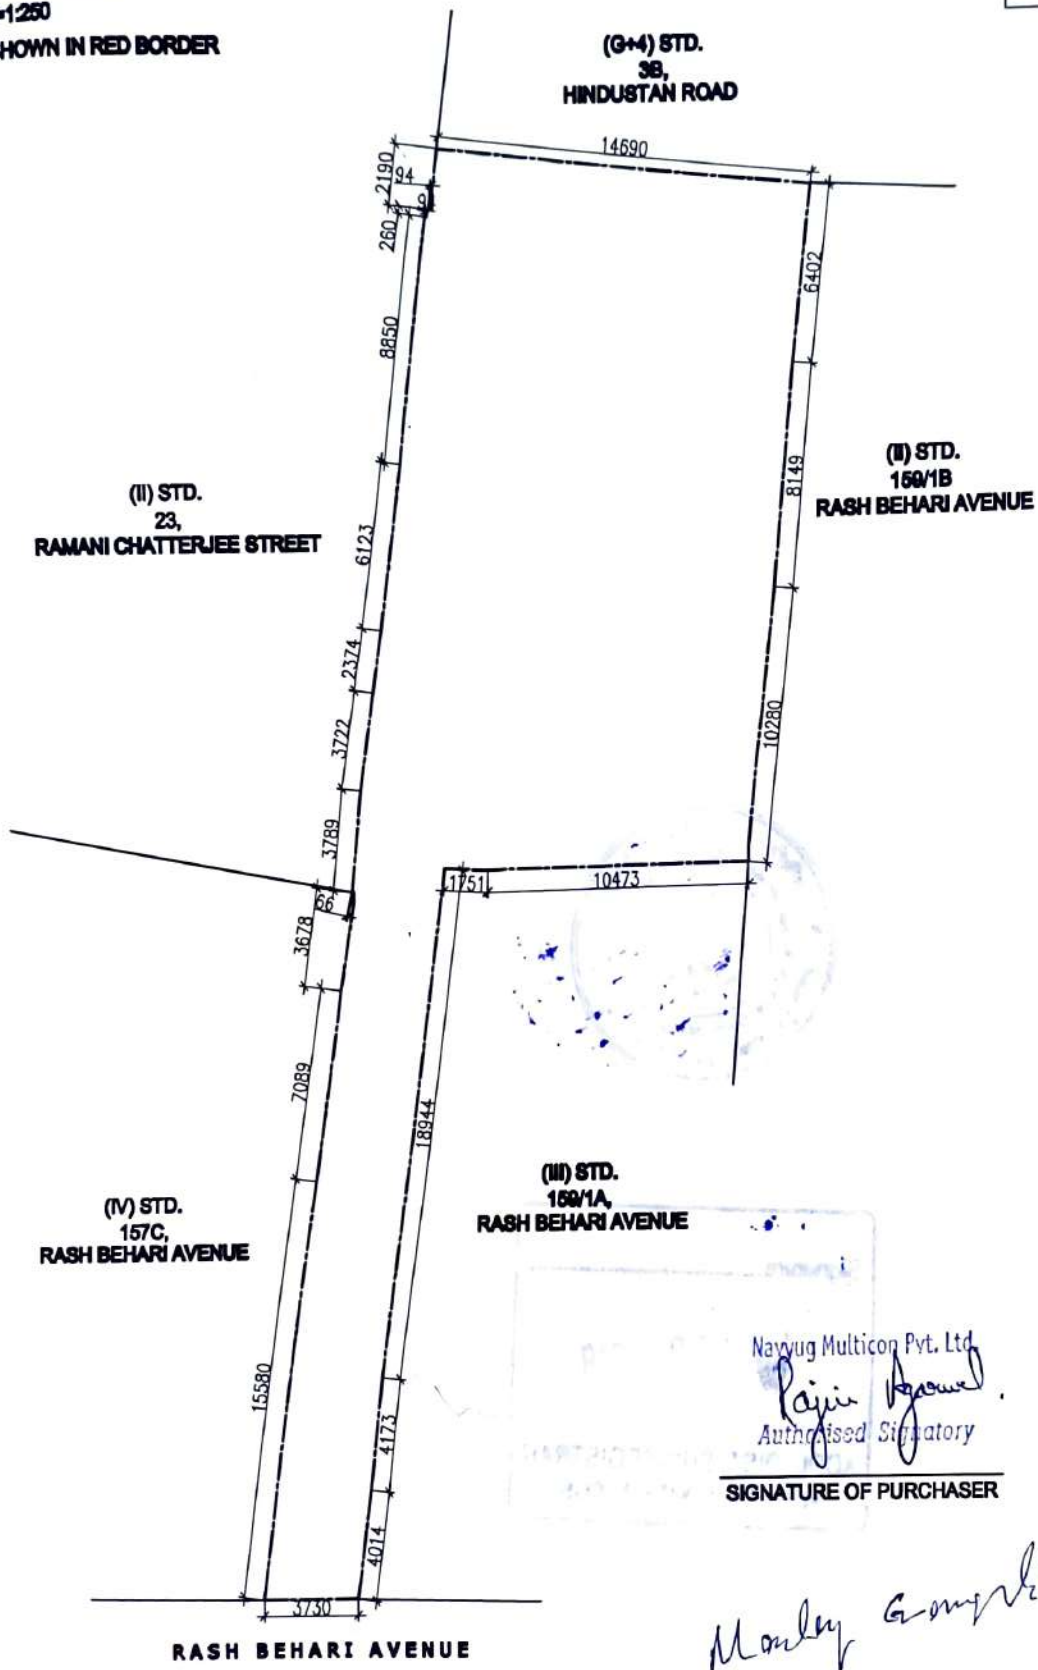 =1:250
HOWN IN RED BORDER
(G+4) STD.
3B,
HINDUSTAN ROAD
14690
2190
94
260
8850
6402
(II) STD.
23,
RAMANI CHATTERJEE STREET
8149
(II) STD.
159/1B
RASH BEHARI AVENUE
6123
2374
3722
10280
3789
1751
10473
66
3678
7089
18944
(IV) STD.
157C,
RASH BEHARI AVENUE
(III) STD.
159/1A,
RASH BEHARI AVENUE
15580
4173
4014
3730
RASH BEHARI AVENUE
Navyug Multicon Pvt. Ltd.
Rajiv Agarwal.
Authorised Signatory
SIGNATURE OF PURCHASER